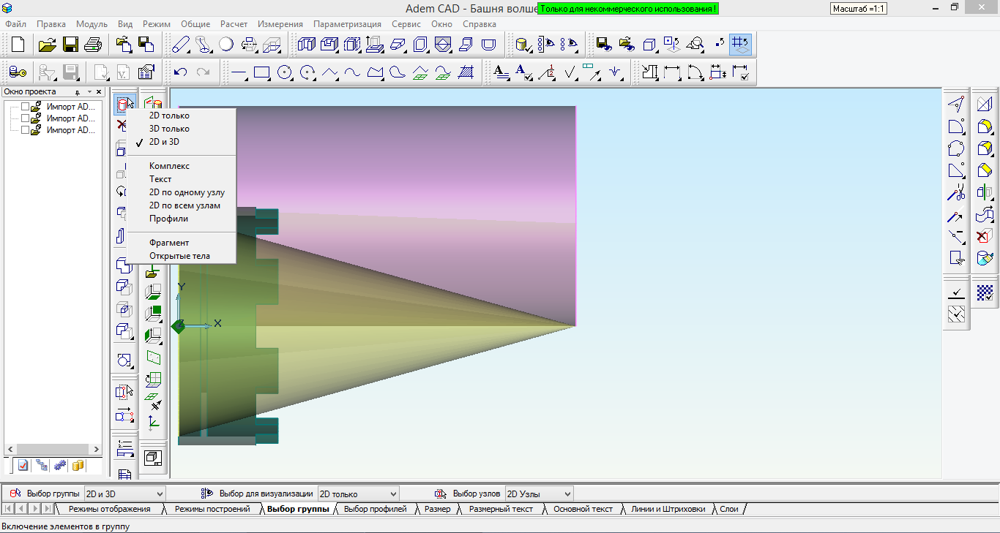 Adem CAD - Башня волше
Только для некоммерческого использования !
Масштаб =1:1
Файл Правка Модуль Вид Режим Общие Расчет Измерения Параметризация Сервис Окно Справка
Окно проекта
Импорт AD...
Импорт AD...
Импорт AD...
2D только
3D только
2D и 3D
Комплекс
Текст
2D по одному узлу
2D по всем узлам
Профили
Фрагмент
Открытые тела
Y
Z X
Выбор группы 2D и 3D Выбор для визуализации 2D только Выбор узлов 2D Узлы
Режимы отображения Режимы построений Выбор группы Выбор профилей Размер Размерный текст Основной текст Линии и Штриховки Слои
Включение элементов в группу